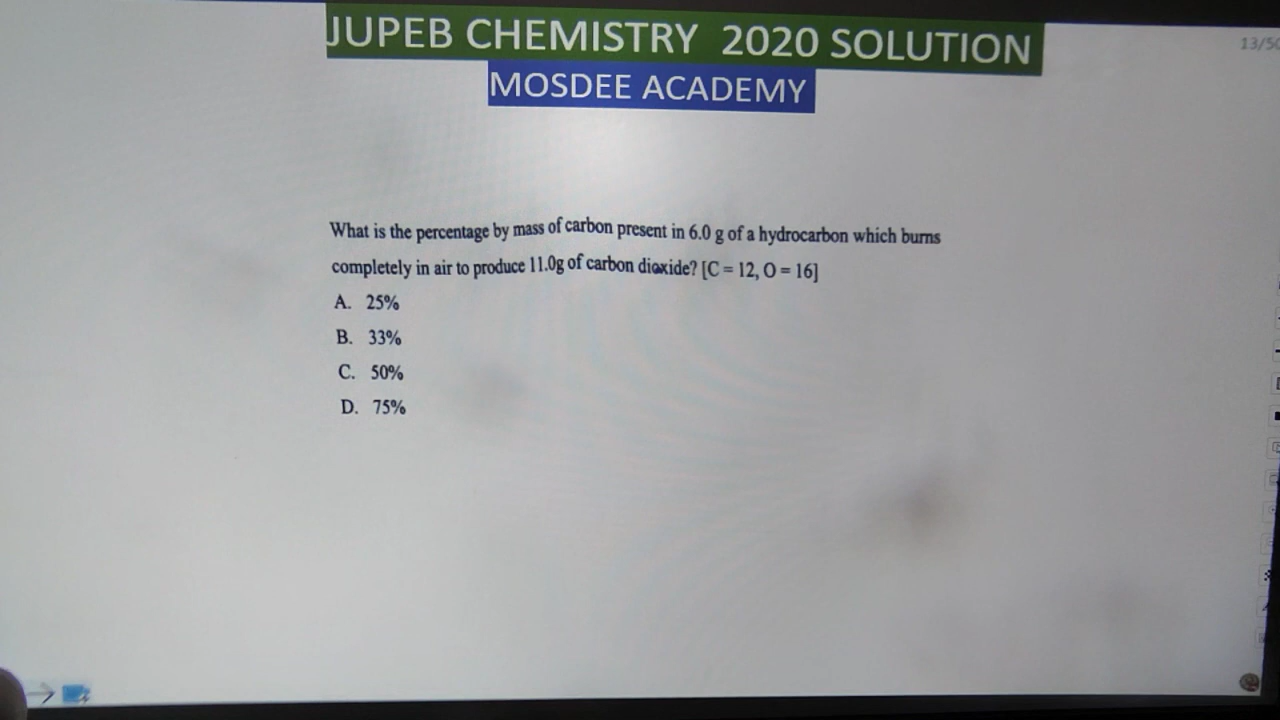 JUPEB CHEMISTRY 2020 SOLUTION
MOSDEE ACADEMY
What is the percentage by mass of carbon present in 6.0 g of a hydrocarbon which burns
completely in air to produce 11.0g of carbon dioxide? [C = 12, O = 16]
A. 25%
B. 33%
C. 50%
D. 75%